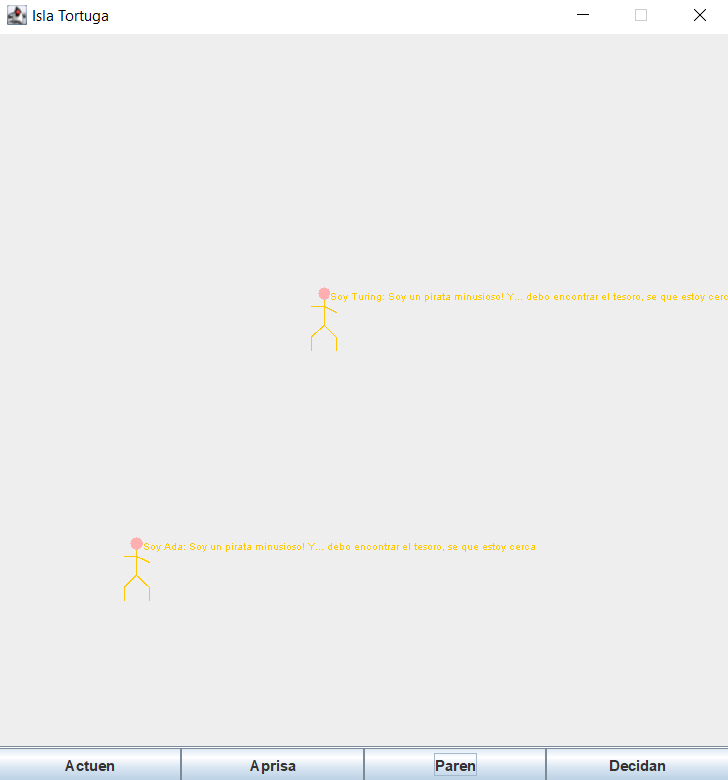 Isla Tortuga
Soy Turing: Soy un pirata minusioso! Y... debo encontrar el tesoro, se que estoy cerc
Soy Ada: Soy un pirata minusioso! Y... debo encontrar el tesoro, se que estoy cerca
Actuen
Aprisa
Paren
Decidan